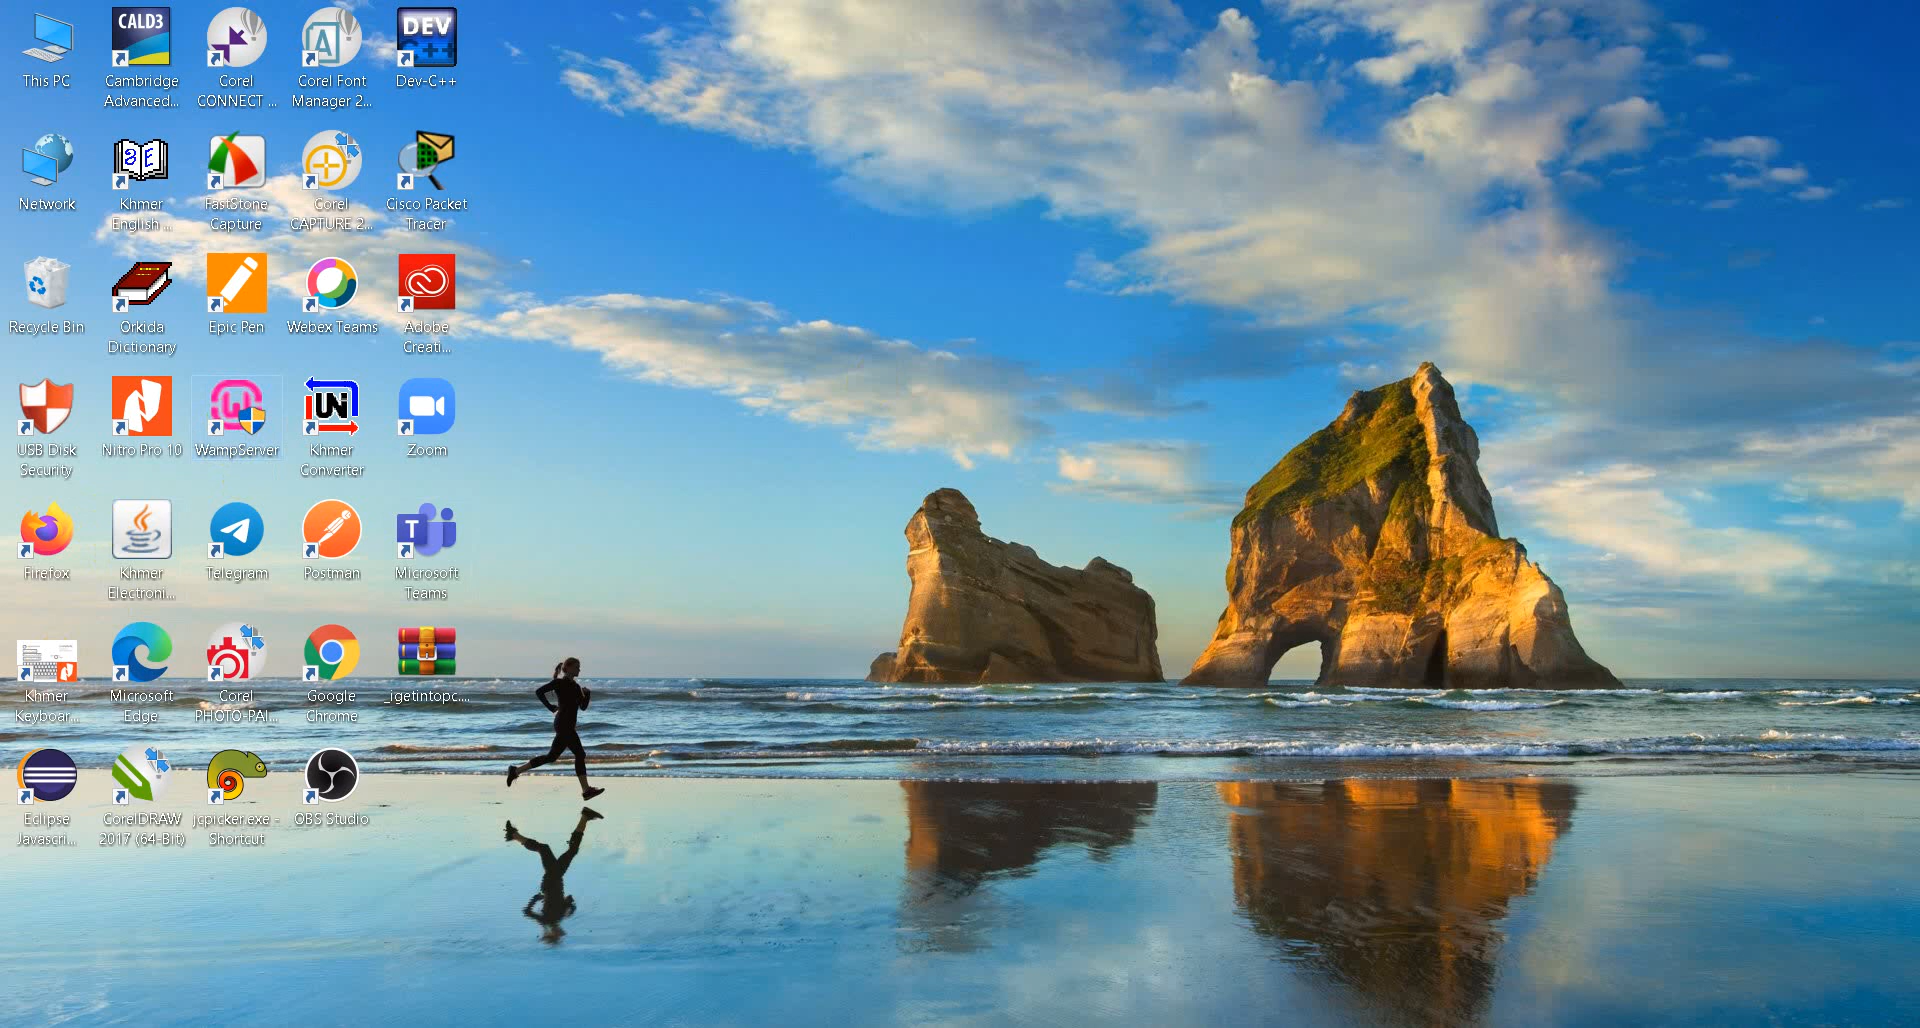 CALD3
DEV
C++
This PC
Cambridge
Advanced...
Corel
CONNECT ...
Corel Font
Manager 2...
Dev-C++
Network
Khmer
English ...
FastStone
Capture
Corel
CAPTURE 2...
Cisco Packet
Tracer
Recycle Bin
Orkida
Dictionary
Epic Pen
Webex Teams
Adobe
Creati...
UN
USB Disk
Security
Nitro Pro 10
WampServer
Khmer
Converter
Zoom
T
Firefox
Khmer
Electroni...
Telegram
Postman
Microsoft
Teams
Khmer
Keyboar...
Microsoft
Edge
Corel
PHOTO-PAI...
Google
Chrome
_igetintopc....
Eclipse
Javascri...
CorelDRAW
2017 (64-Bit)
jcpicker.exe -
Shortcut
OBS Studio